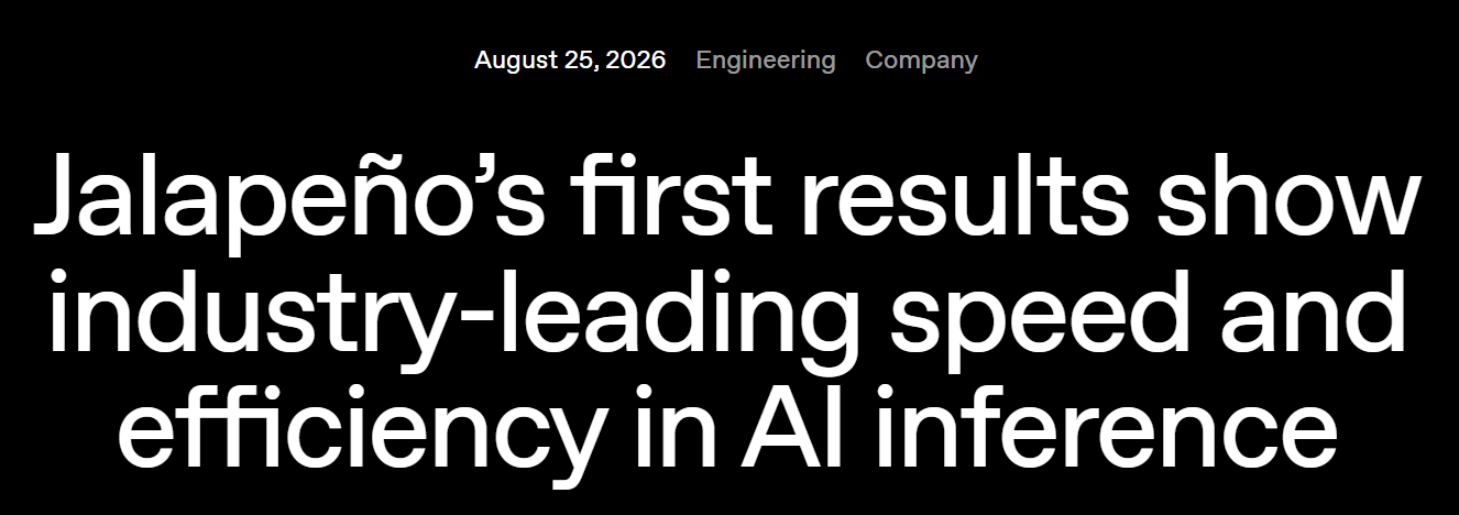 August 25, 2026 Engineering Company
Jalapeño’s first results show
industry-leading speed and
efficiency in AI inference